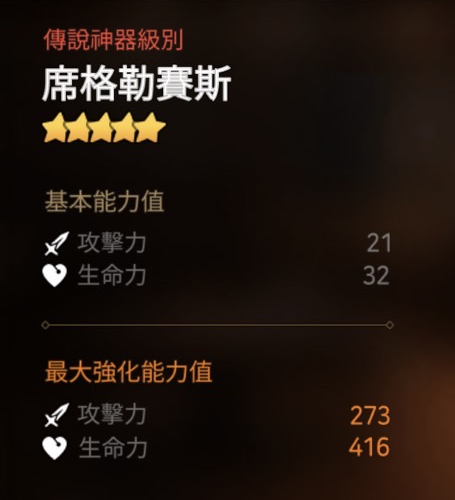 傳說神器級別
席格勒賽斯
基本能力值
攻擊力 21
生命力 32
最大強化能力值
攻擊力 273
生命力 416